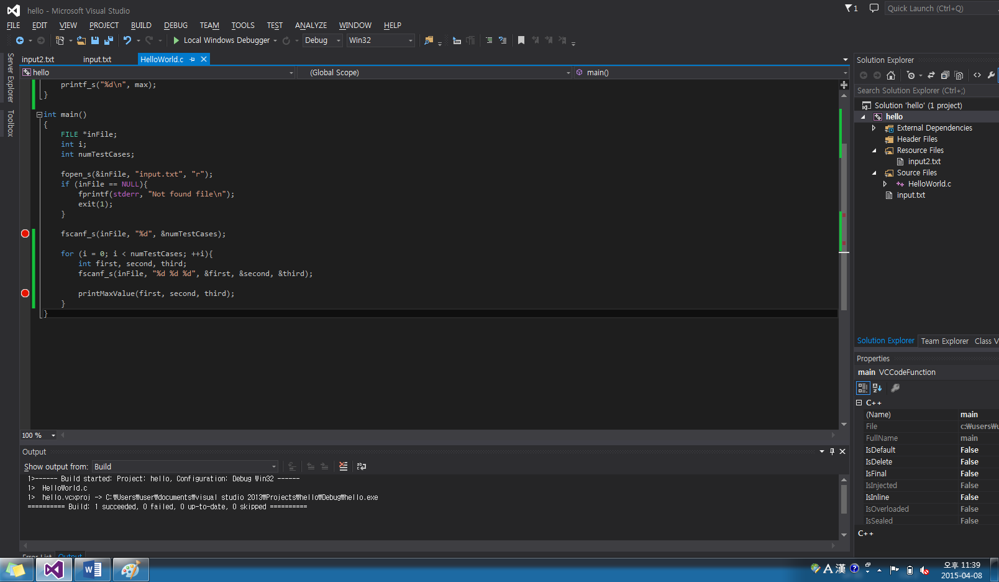 hello - Microsoft Visual Studio
1
Quick Launch (Ctrl+Q)
FILE EDIT VIEW PROJECT BUILD DEBUG TEAM TOOLS TEST ANALYZE WINDOW HELP
Local Windows Debugger Debug Win32
Server Explorer
Toolbox
input2.txt input.txt HelloWorld.c
hello (Global Scope) main()
printf_s("%d\n", max);
}
int main()
{
FILE *inFile;
int i;
int numTestCases;
fopen_s(&inFile, "input.txt", "r");
if (inFile == NULL){
fprintf(stderr, "Not found file\n");
exit(1);
}
fscanf_s(inFile, "%d", &numTestCases);
for (i = 0; i < numTestCases; ++i){
int first, second, third;
fscanf_s(inFile, "%d %d %d", &first, &second, &third);
printMaxValue(first, second, third);
}
}
100 %
Output
Show output from: Build
1>------ Build started: Project: hello, Configuration: Debug Win32 ------
1> HelloWorld.c
1> hello.vcxproj -> C:₩Users₩user₩documents₩visual studio 2013₩Projects₩hello₩Debug₩hello.exe
========== Build: 1 succeeded, 0 failed, 0 up-to-date, 0 skipped ==========
Error List Output
Solution Explorer
Search Solution Explorer (Ctrl+;)
Solution 'hello' (1 project)
hello
External Dependencies
Header Files
Resource Files
input2.txt
Source Files
HelloWorld.c
input.txt
Solution Explorer Team Explorer Class V
Properties
main VCCodeFunction
C++
(Name) main
File c:₩users₩u
FullName main
IsDefault False
IsDelete False
IsFinal False
IsInjected False
IsInline False
IsOverloaded False
IsSealed False
C++
A 漢
오후 11:39
2015-04-08